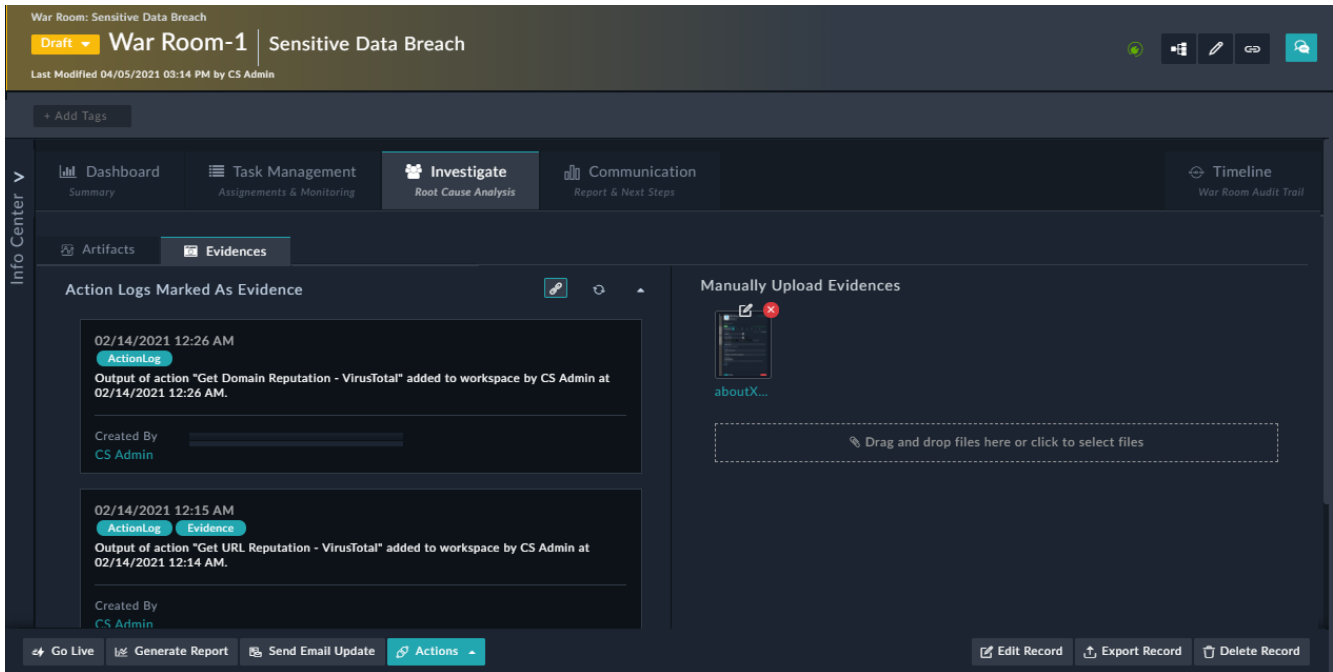 War Room: Sensitive Data Breach
Draft War Room-1 Sensitive Data Breach
Last Modified 04/05/2021 03:14 PM by CS Admin
+ Add Tags
Info Center >
Dashboard
Summary
Task Management
Assignements & Monitoring
Investigate
Root Cause Analysis
Communication
Report & Next Steps
Timeline
War Room Audit Trail
Artifacts
Evidences
Action Logs Marked As Evidence
02/14/2021 12:26 AM
ActionLog
Output of action "Get Domain Reputation - VirusTotal" added to workspace by CS Admin at
02/14/2021 12:26 AM.
Created By
CS Admin
02/14/2021 12:15 AM
ActionLog Evidence
Output of action "Get URL Reputation - VirusTotal" added to workspace by CS Admin at
02/14/2021 12:14 AM.
Created By
CS Admin
Manually Upload Evidences
aboutX...
Drag and drop files here or click to select files
Go Live Generate Report Send Email Update Actions Edit Record Export Record Delete Record